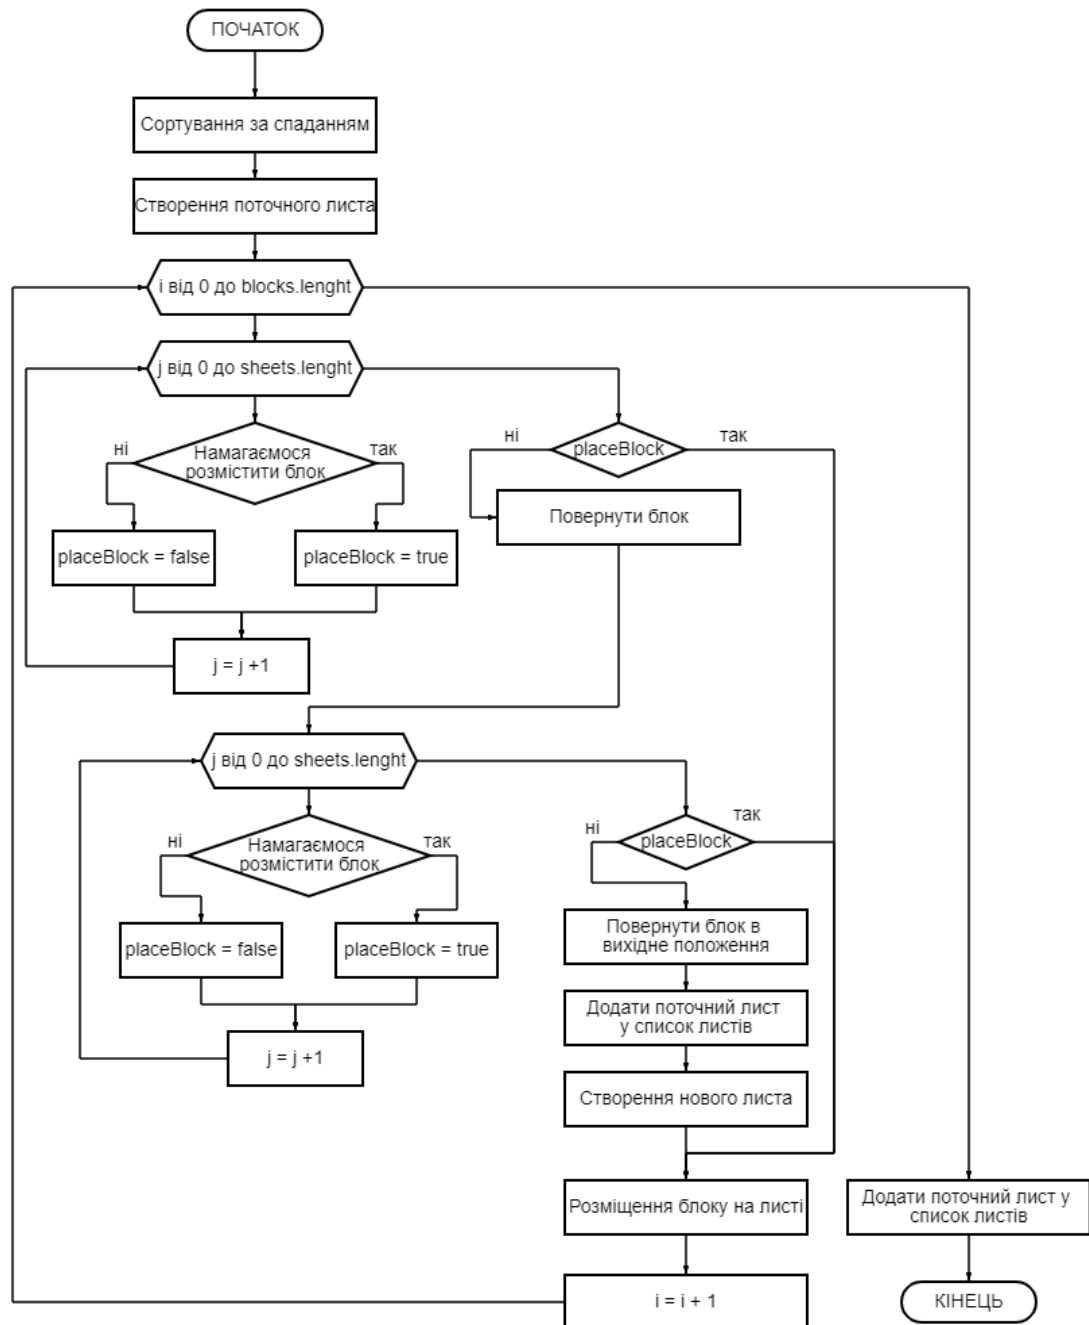 ПОЧАТОК
Сортування за спаданням
Створення поточного листа
i від 0 до blocks.lenght
j від 0 до sheets.lenght
ні
Намагаємося
розмістити блок
так
ні
placeBlock
так
Повернути блок
placeBlock = false
placeBlock = true
j = j +1
j від 0 до sheets.lenght
ні
Намагаємося
розмістити блок
так
ні
placeBlock
так
placeBlock = false
placeBlock = true
Повернути блок в
вихідне положення
Додати поточний лист
у список листів
j = j +1
Створення нового листа
Розміщення блоку на листі
Додати поточний лист у
список листів
i = i + 1
КІНЕЦЬ